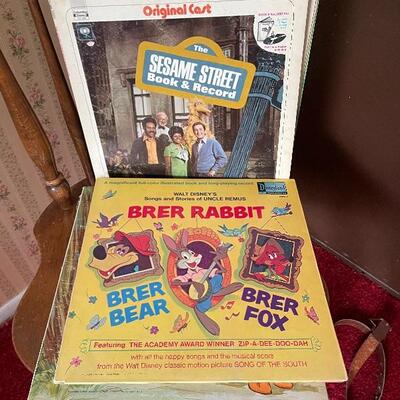 Original Cast
The
SESAME STREET
Book & Record
A magnificent full-color illustrated book and long-playing record
WALT DISNEY'S
Songs and Stories of UNCLE REMUS
Disneyland
BRER RABBIT
BRER
BEAR
BRER
FOX
Featuring THE ACADEMY AWARD WINNER ZIP-A-DEE-DOO-DAH
with all the happy songs and the musical score
from the Walt Disney classic motion picture SONG OF THE SOUTH